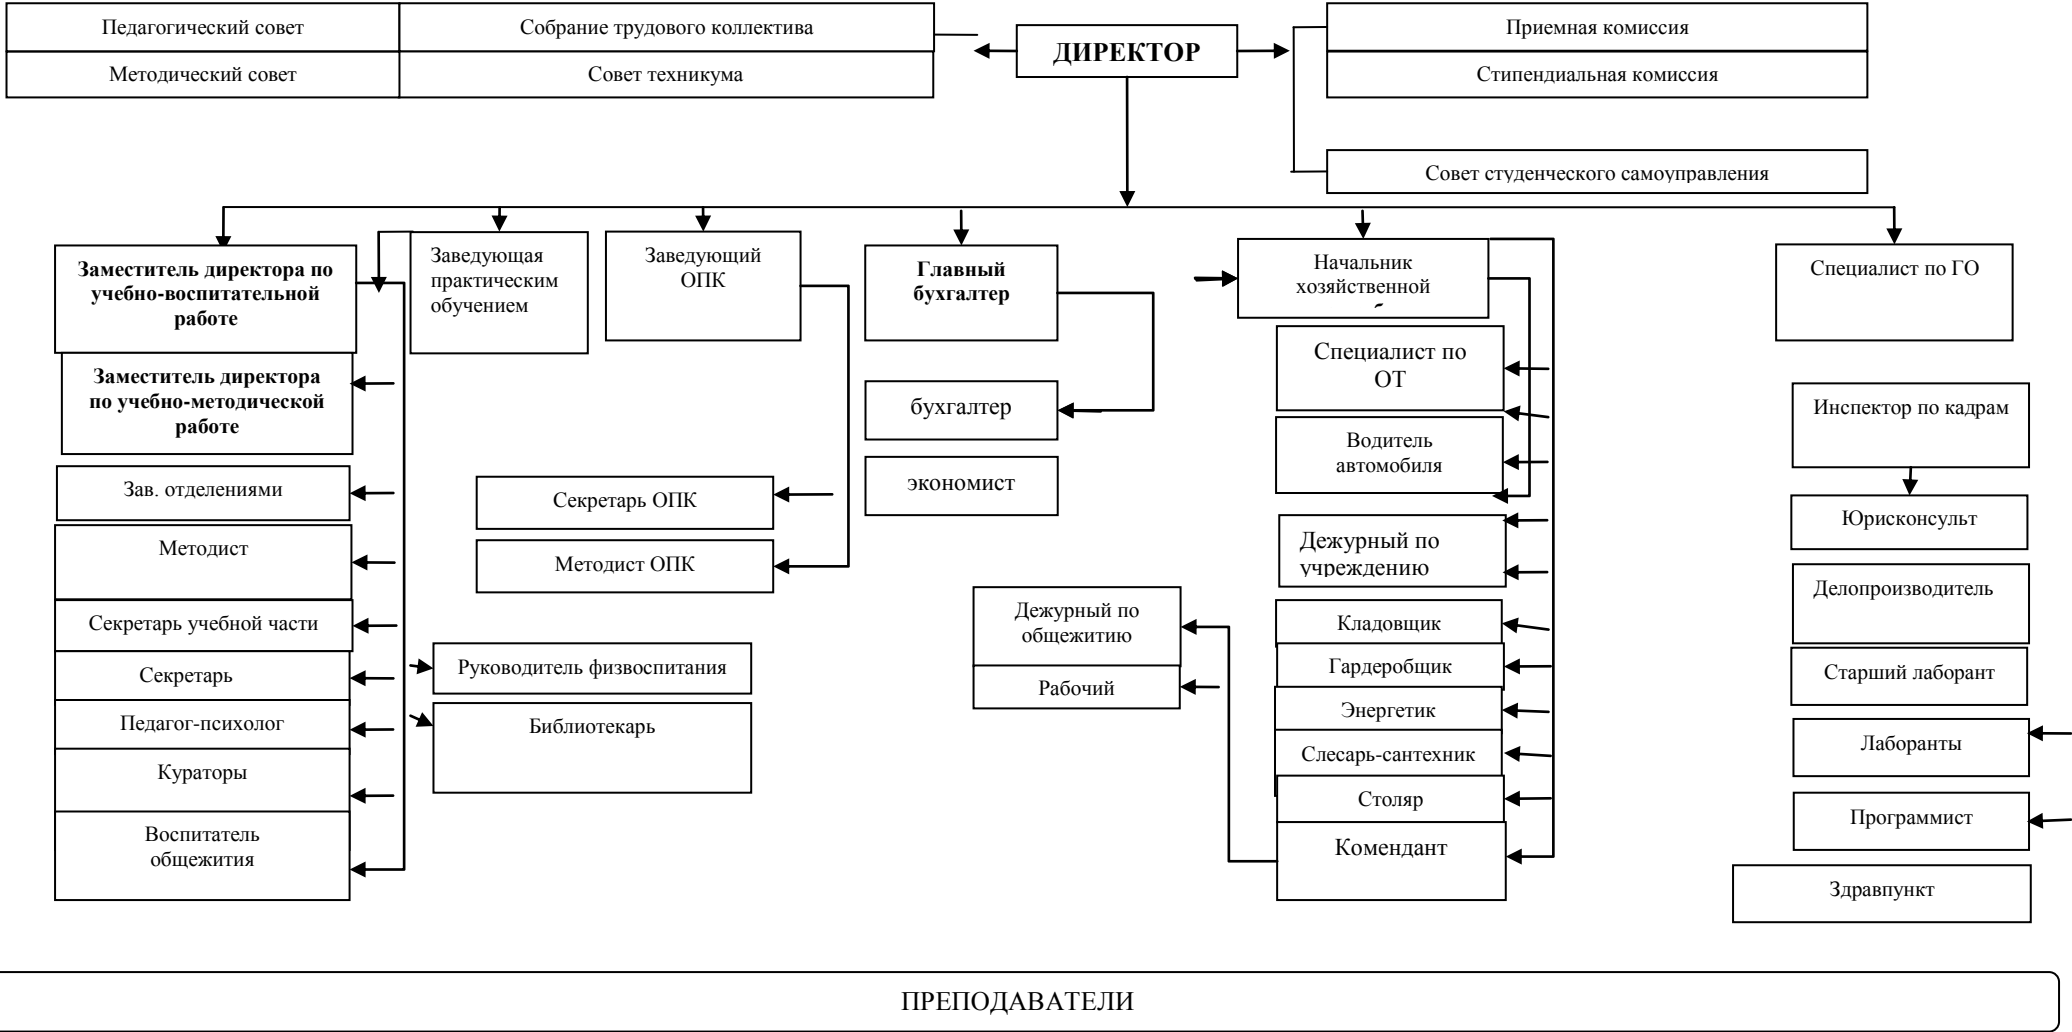 Педагогический совет
Собрание трудового коллектива
Методический совет
Совет техникума
ДИРЕКТОР
Приемная комиссия
Стипендиальная комиссия
Совет студенческого самоуправления
Заместитель директора по
учебно-воспитательной
работе
Заведующая
практическим
обучением
Заведующий
ОПК
Главный
бухгалтер
Начальник
хозяйственной
Специалист по ГО
Заместитель директора
по учебно-методической
работе
Зав. отделениями
Методист
Секретарь учебной части
Секретарь
Педагог-психолог
Кураторы
Воспитатель
общежития
Руководитель физвоспитания
Библиотекарь
Секретарь ОПК
Методист ОПК
бухгалтер
экономист
Дежурный по
общежитию
Рабочий
Специалист по
ОТ
Водитель
автомобиля
Дежурный по
учреждению
Кладовщик
Гардеробщик
Энергетик
Слесарь-сантехник
Столяр
Комендант
Инспектор по кадрам
Юрисконсульт
Делопроизводитель
Старший лаборант
Лаборанты
Программист
Здравпункт
ПРЕПОДАВАТЕЛИ